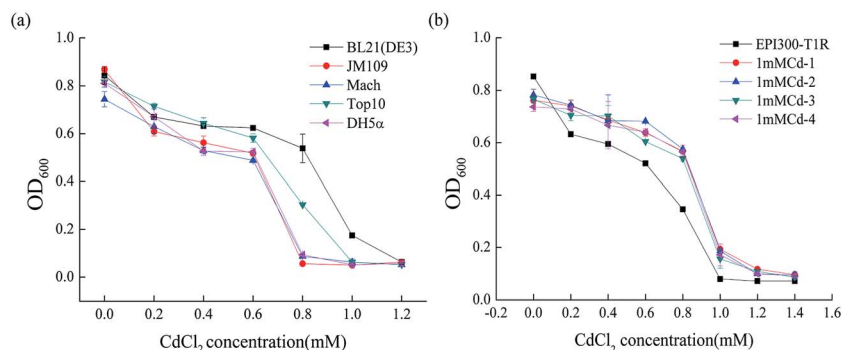 (a)
BL21(DE3)
JM109
Mach
Top10
DH5α
OD600
1.0
0.8
0.6
0.4
0.2
0.0
0.0 0.2 0.4 0.6 0.8 1.0 1.2
CdCl2 concentration(mM)
(b)
EPI300-T1R
1mMCd-1
1mMCd-2
1mMCd-3
1mMCd-4
OD600
1.0
0.8
0.6
0.4
0.2
0.0
-0.2 0.0 0.2 0.4 0.6 0.8 1.0 1.2 1.4 1.6
CdCl2 concentration(mM)